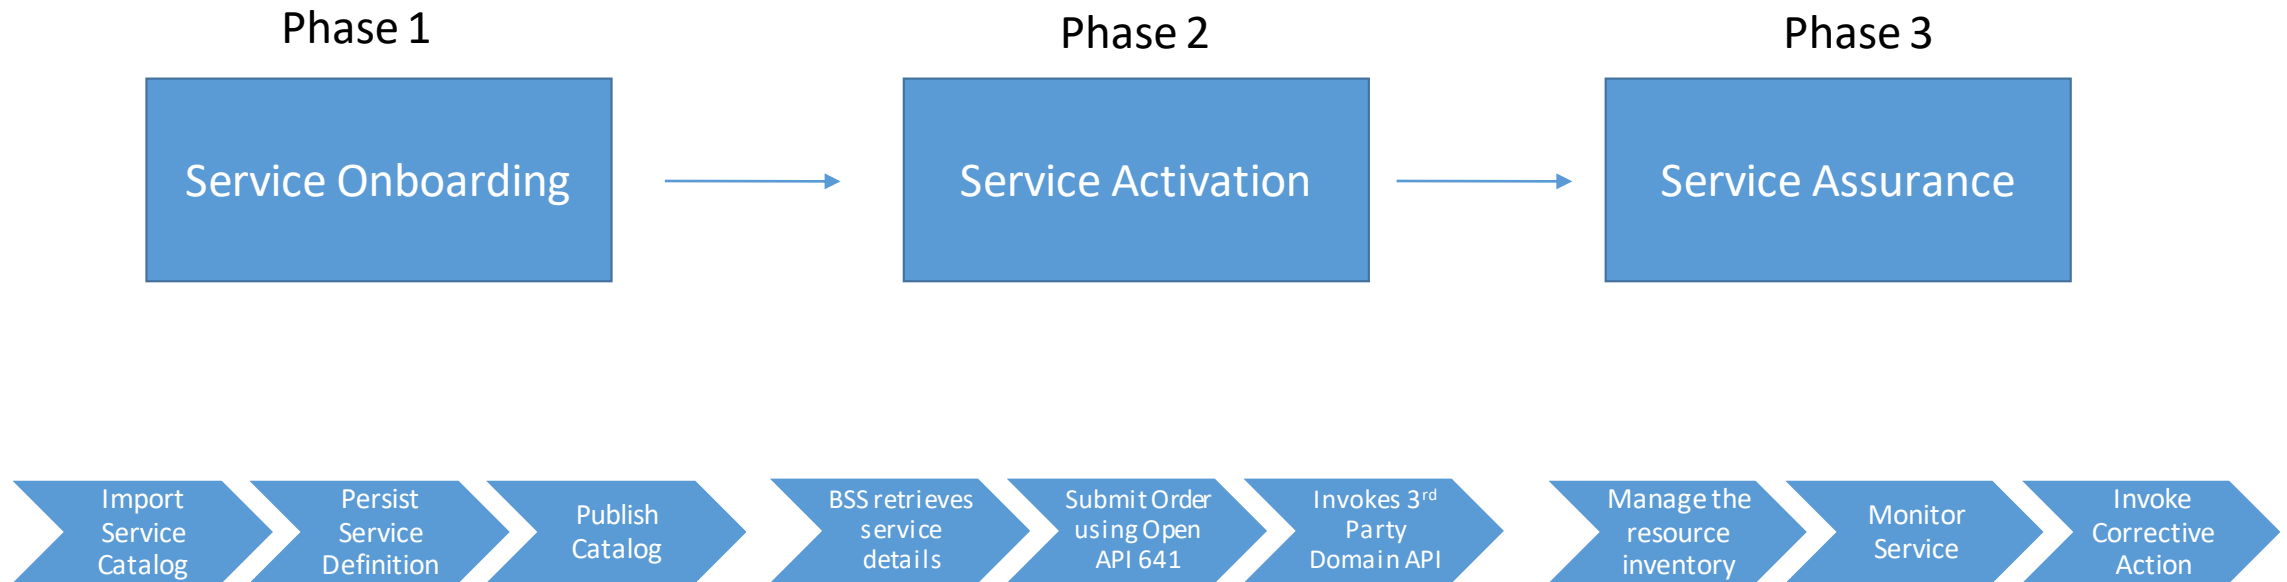 Phase 1
Phase 2
Phase 3
Service Onboarding
Service Activation
Service Assurance
Import
Service
Catalog
Persist
Service
Definition
Publish
Catalog
BSS retrieves
service
details
Submit Order
using Open
API 641
Invokes 3rd
Party
Domain API
Manage the
resource
inventory
Monitor
Service
Invoke
Corrective
Action